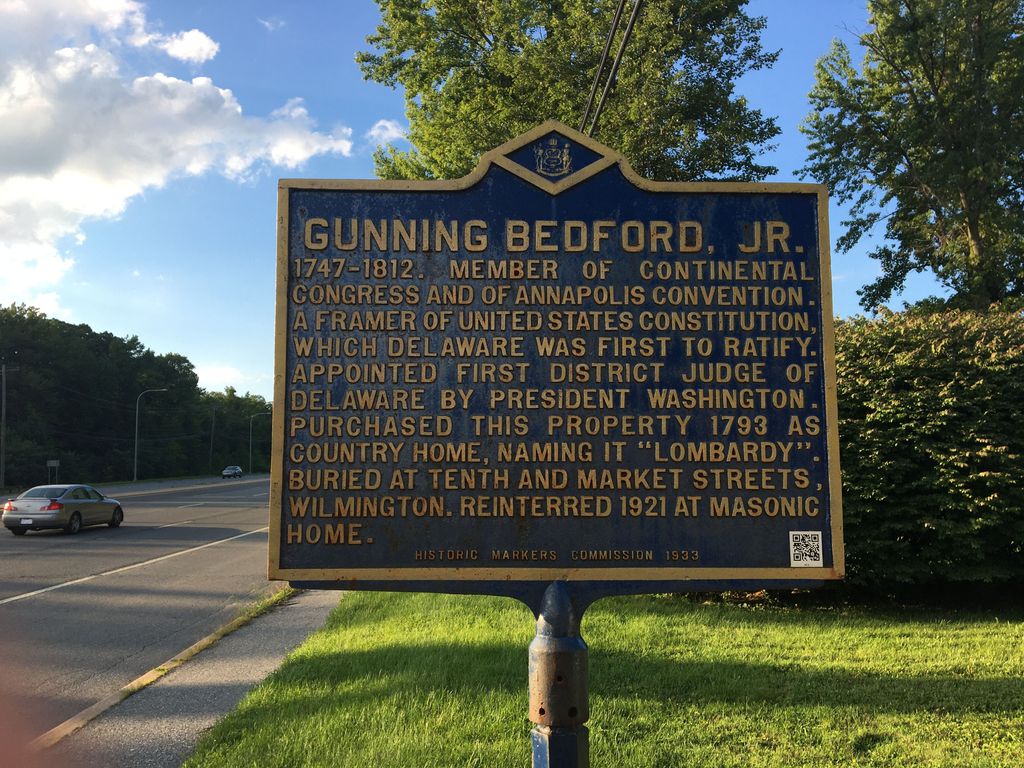 GUNNING BEDFORD, JR.
1747-1812. MEMBER OF CONTINENTAL
CONGRESS AND OF ANNAPOLIS CONVENTION.
A FRAMER OF UNITED STATES CONSTITUTION,
WHICH DELAWARE WAS FIRST TO RATIFY.
APPOINTED FIRST DISTRICT JUDGE OF
DELAWARE BY PRESIDENT WASHINGTON.
PURCHASED THIS PROPERTY 1793 AS
COUNTRY HOME, NAMING IT "LOMBARDY".
BURIED AT TENTH AND MARKET STREETS,
WILMINGTON. REINTERRED 1921 AT MASONIC
HOME.
HISTORIC MARKERS COMMISSION 1933